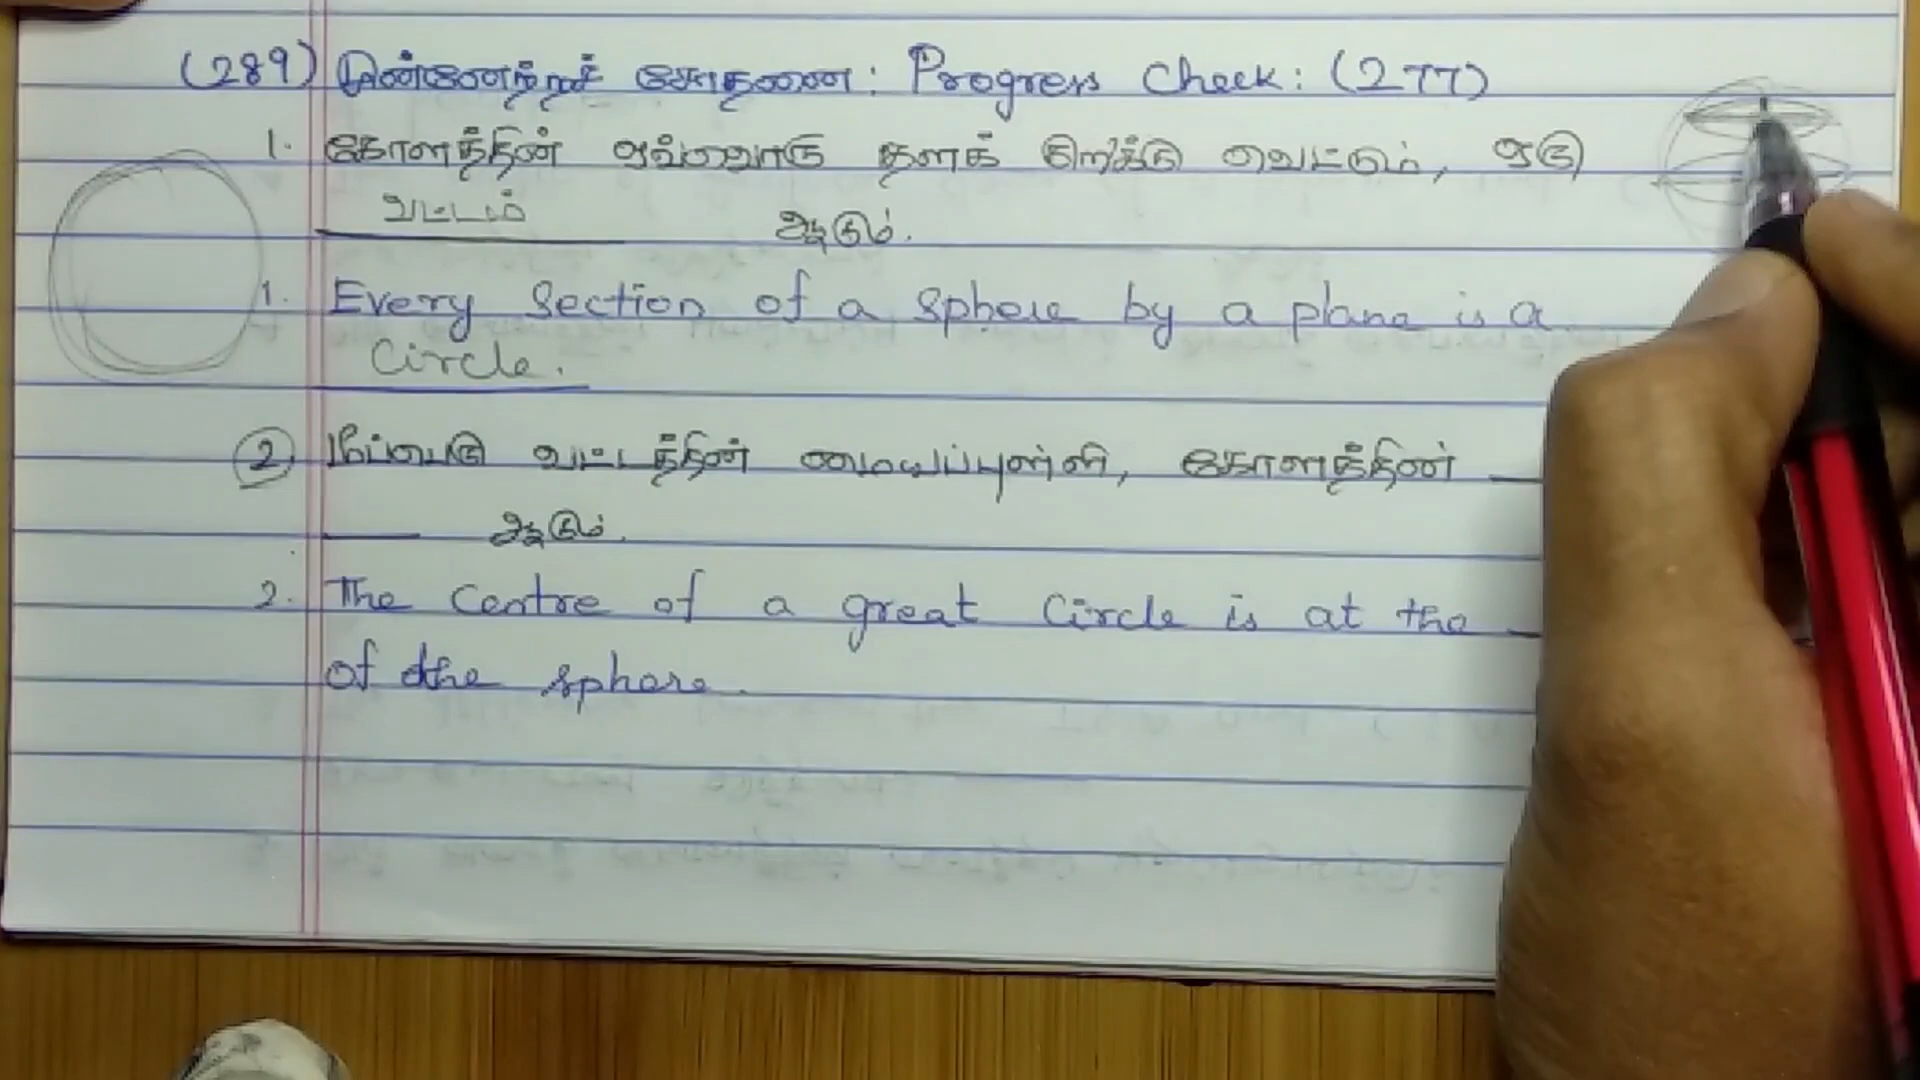 (289) முன்னேற்றச் சோதனை: Progress Check: (277)
1. கோளத்தின் ஒவ்வொரு தளக் குறுக்கு வெட்டும், ஒரு
வட்டம் ஆகும்.
1. Every section of a sphere by a plane is a
Circle.
2) மீப்பெரு வட்டத்தின் மையப்புள்ளி, கோளத்தின்
ஆகும்.
2. The Centre of a great Circle is at the
of the sphere.